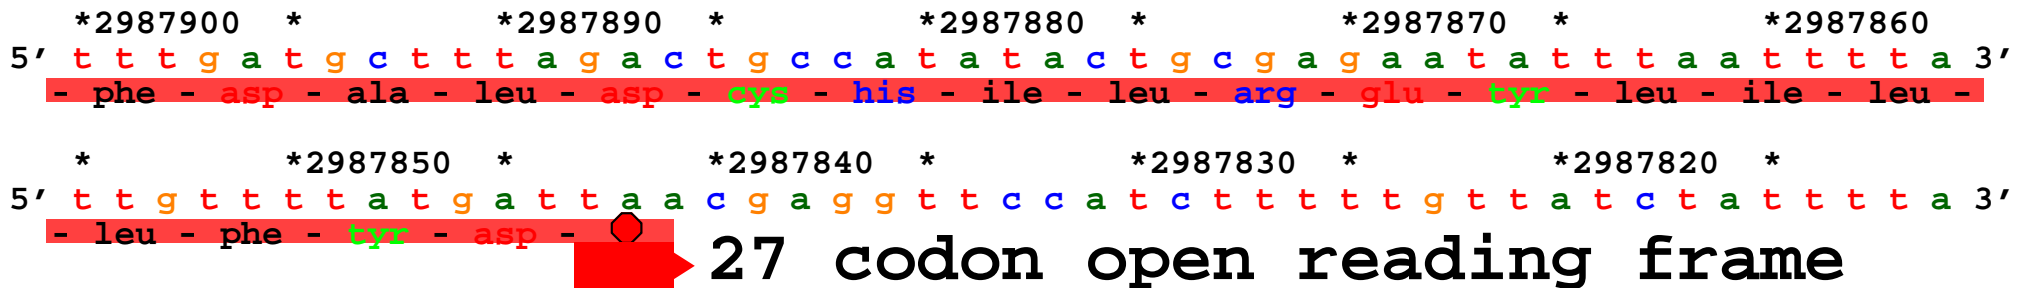 *2987900 * *2987890 * *2987880 * *2987870 * *2987860
5' t t t g a t g c t t t a g a c t g c c a t a t a c t g c g a g a a t a t t t a a t t t t a 3'
- phe - asp - ala - leu - asp - cys - his - ile - leu - arg - glu - tyr - leu - ile - leu -
* *2987850 * *2987840 * *2987830 * *2987820 *
5' t t g t t t t a t g a t t a a c g a g g t t c c a t c t t t t t g t t a t c t a t t t t a 3'
- leu - phe - tyr - asp -
27 codon open reading frame